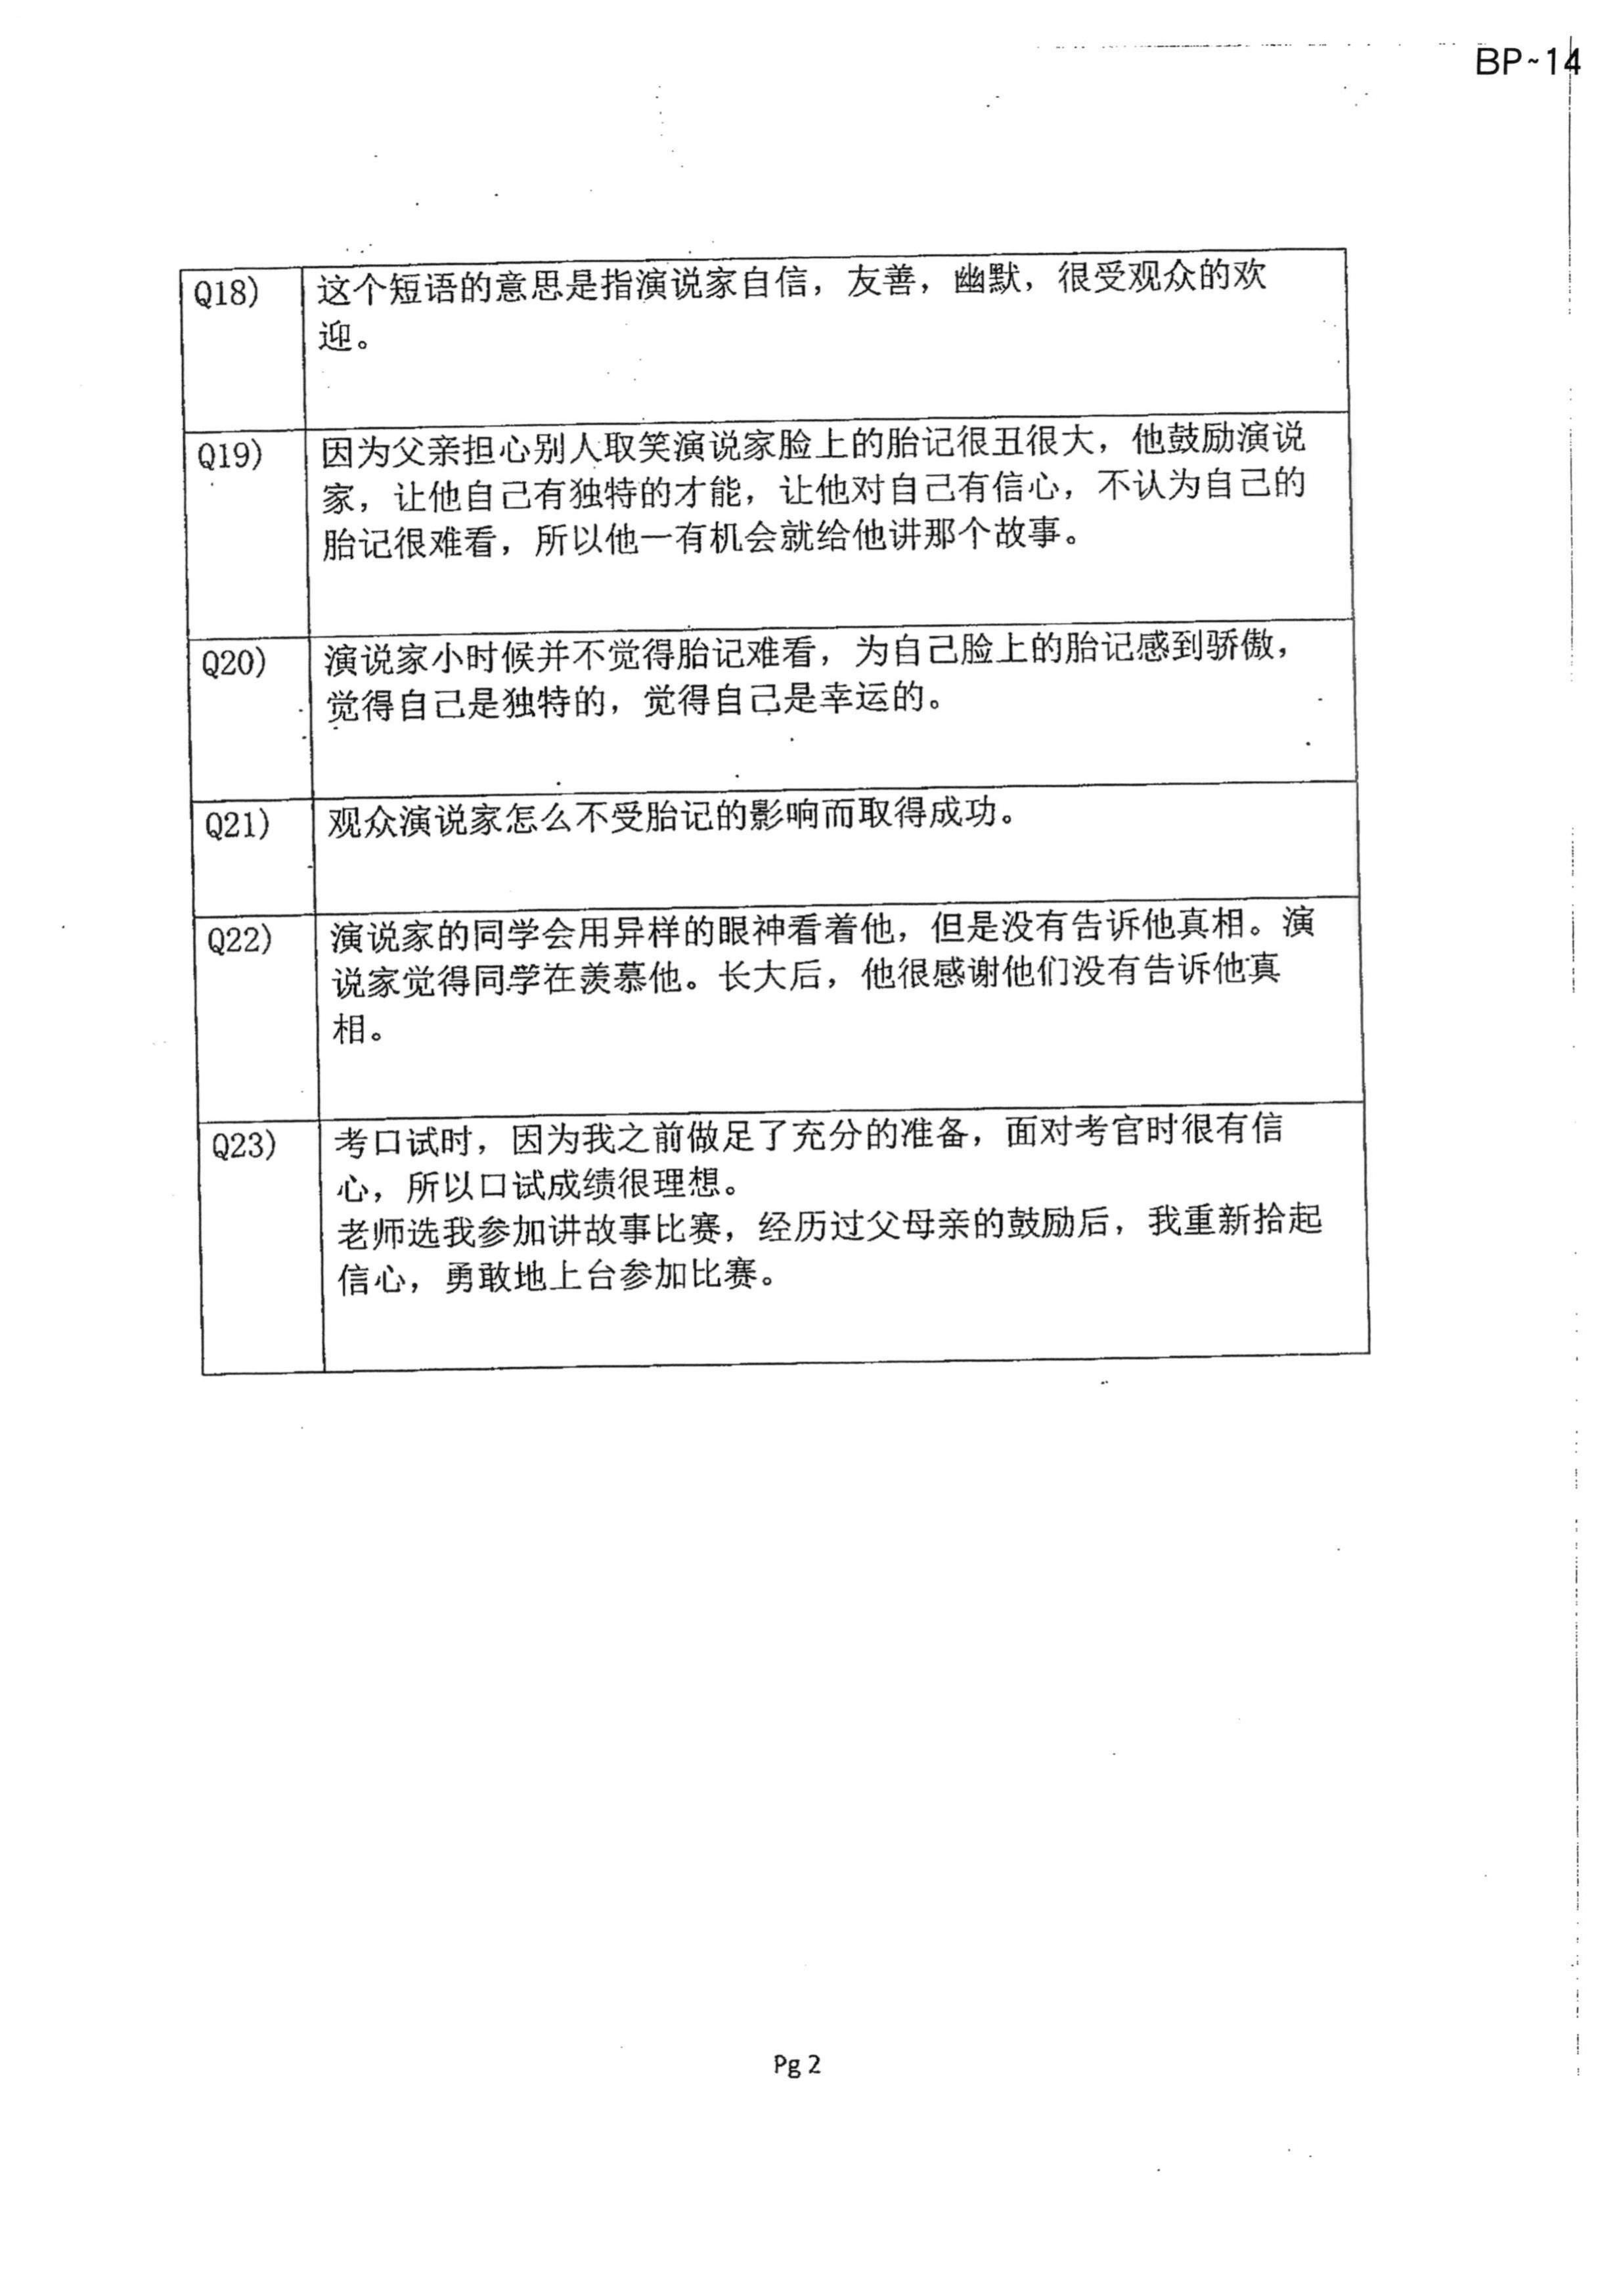 BP~14
Q18) 这个短语的意思是指演说家自信，友善，幽默，很受观众的欢
迎。
Q19) 因为父亲担心别人取笑演说家脸上的胎记很丑很大，他鼓励演说
家，让他自己有独特的才能，让他对自己有信心，不认为自己的
胎记很难看，所以他一有机会就给他讲那个故事。
Q20) 演说家小时候并不觉得胎记难看，为自己脸上的胎记感到骄傲，
觉得自己是独特的，觉得自己是幸运的。
Q21) 观众演说家怎么不受胎记的影响而取得成功。
Q22) 演说家的同学会用异样的眼神看着他，但是没有告诉他真相。演
说家觉得同学在羡慕他。长大后，他很感谢他们没有告诉他真
相。
Q23) 考口试时，因为我之前做足了充分的准备，面对考官时很有信
心，所以口试成绩很理想。
老师选我参加讲故事比赛，经历过父母亲的鼓励后，我重新拾起
信心，勇敢地上台参加比赛。
Pg 2